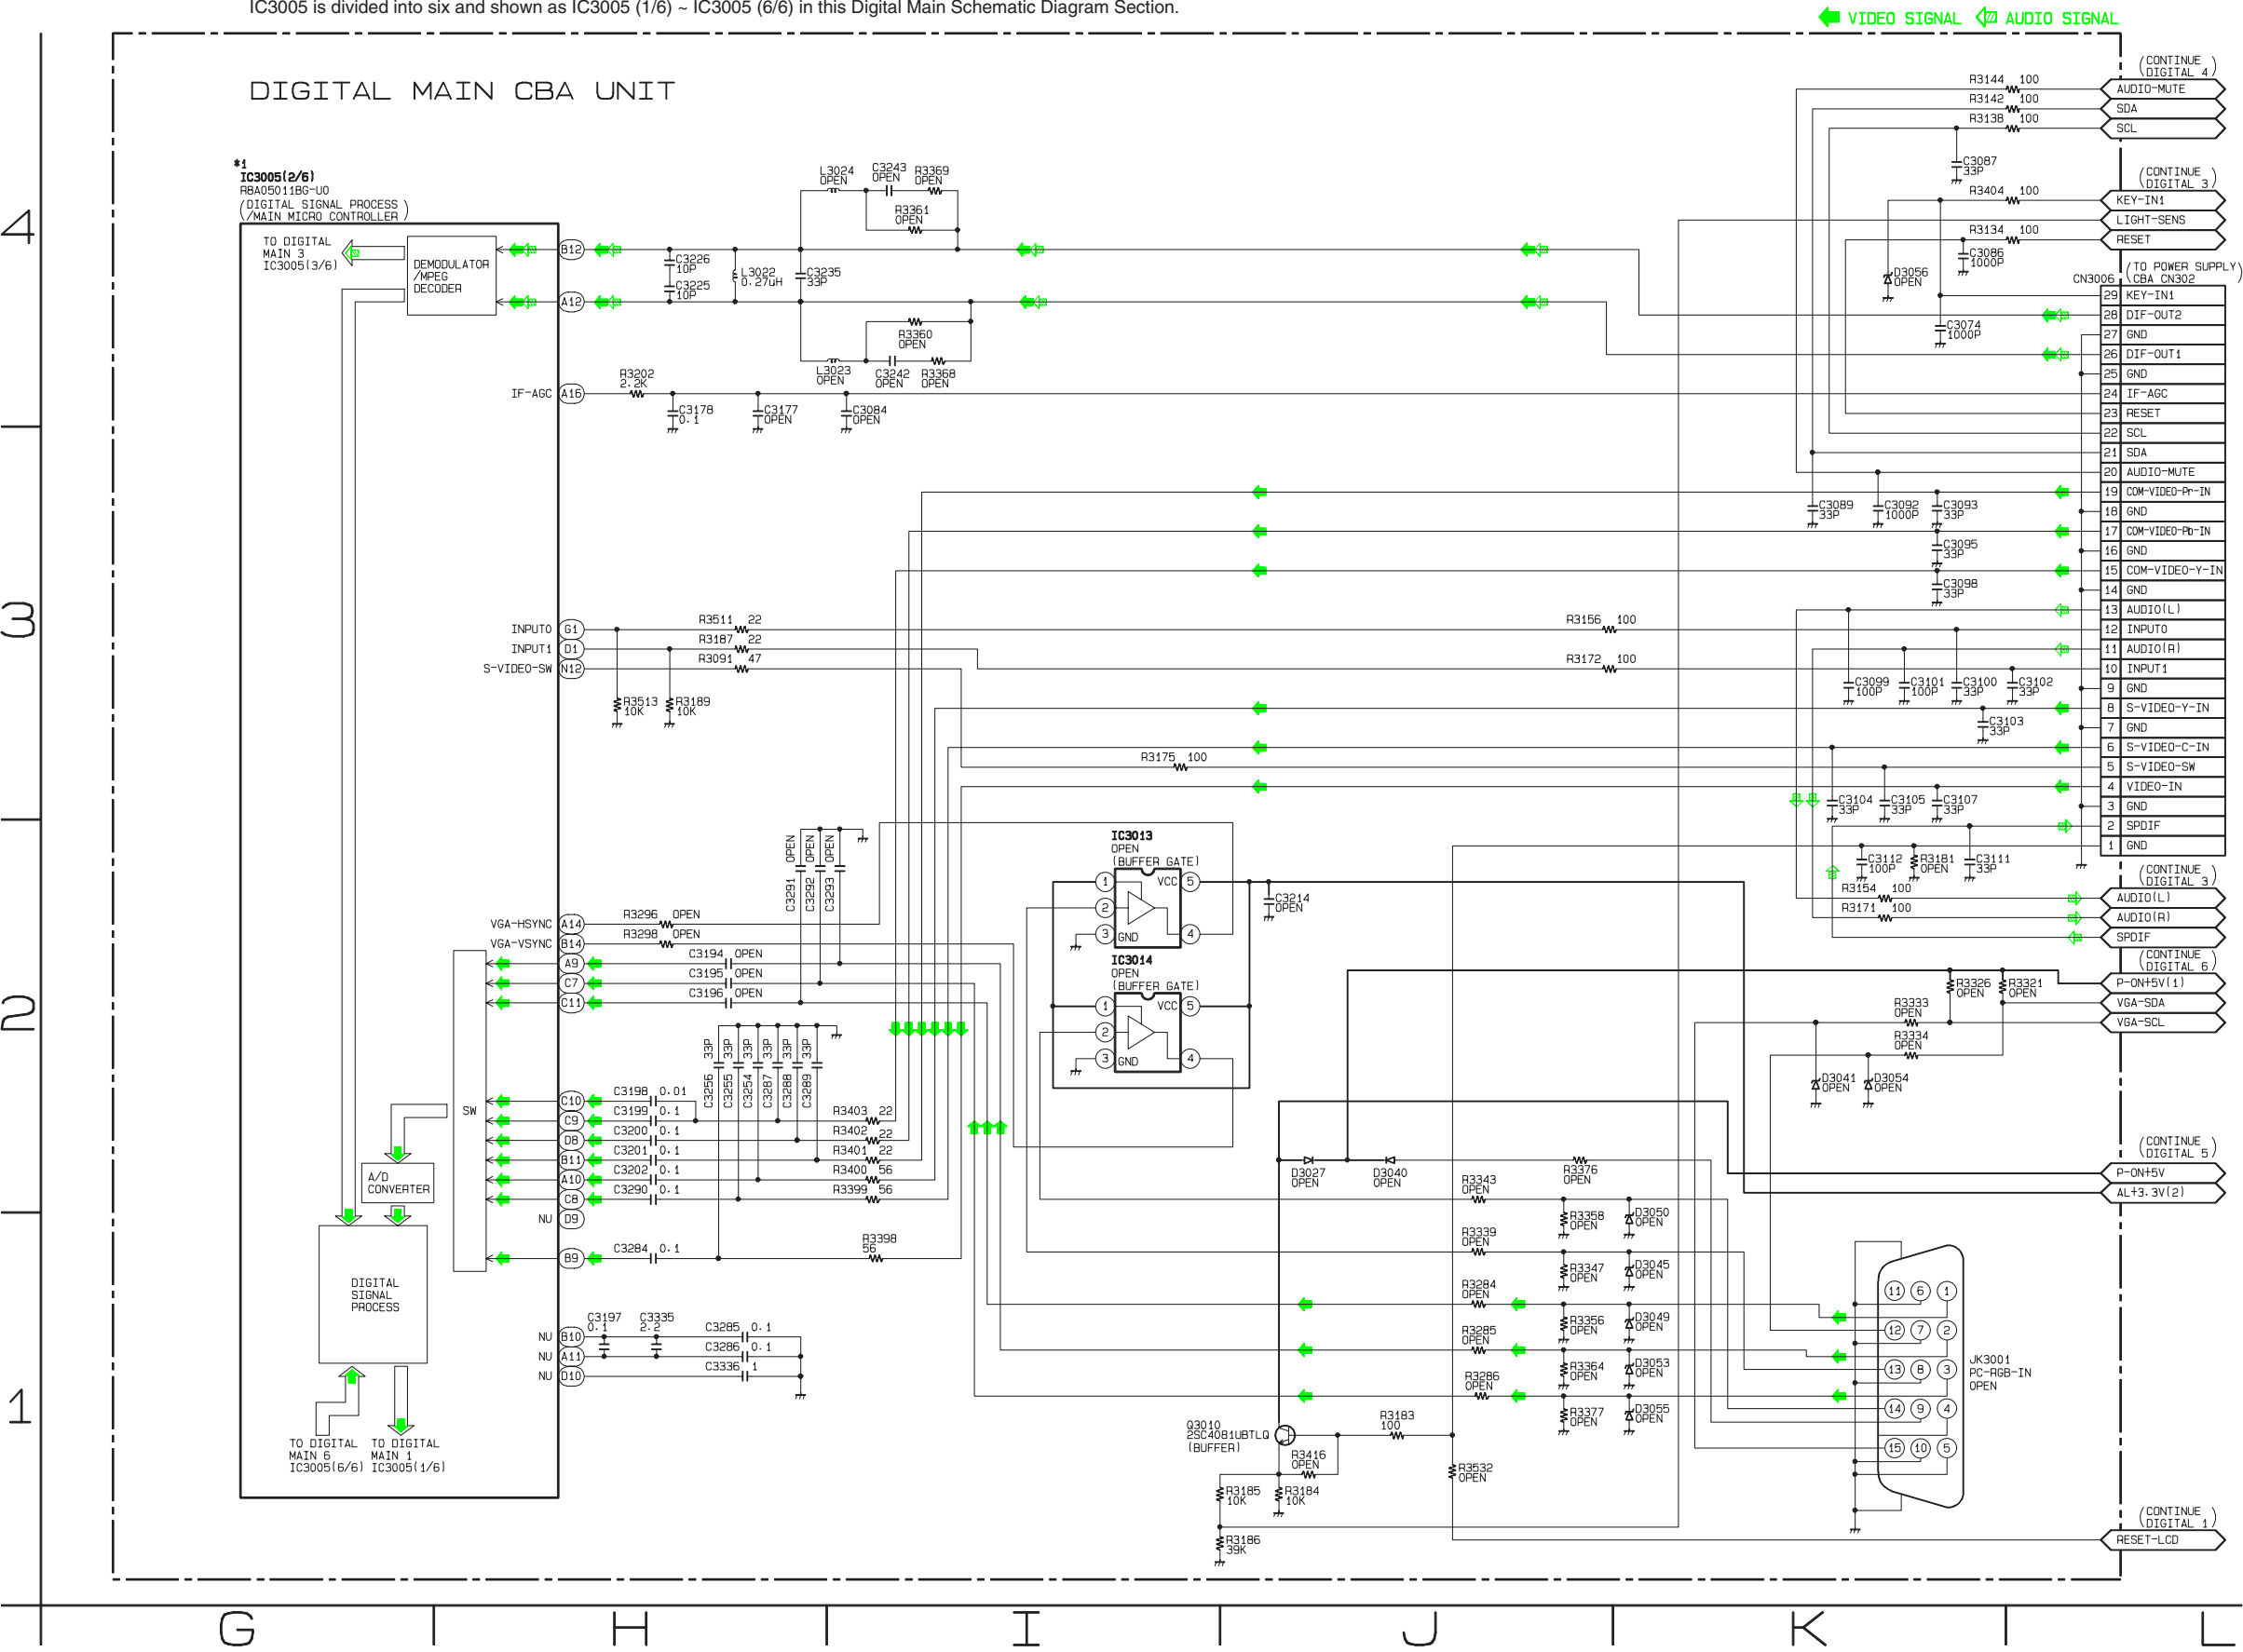 IC3005 is divided into six and shown as IC3005 (1/6) ~ IC3005 (6/6) in this Digital Main Schematic Diagram Section.
VIDEO SIGNAL
AUDIO SIGNAL
DIGITAL MAIN CBA UNIT
*1
IC3005(2/6)
R8A05011BG-U0
(DIGITAL SIGNAL PROCESS
/MAIN MICRO CONTROLLER)
TO DIGITAL
MAIN 3
IC3005(3/6)
DEMODULATOR
/MPEG
DECODER
B12
A12
IF-AGC A16
L3024
OPEN
C3243
OPEN
R3369
OPEN
R3361
OPEN
C3226
10P
C3225
10P
L3022
0.27uH
C3235
33P
R3360
OPEN
L3023
OPEN
C3242
OPEN
R3368
OPEN
R3202
2.2K
C3178
0.1
C3177
OPEN
C3084
OPEN
R3144 100
R3142 100
R3138 100
C3087
33P
R3404 100
R3134 100
C3086
1000P
D3056
OPEN
C3074
1000P
(CONTINUE
DIGITAL 4)
AUDIO-MUTE
SDA
SCL
(CONTINUE
DIGITAL 3)
KEY-IN1
LIGHT-SENS
RESET
CN3006
(TO POWER SUPPLY)
(CBA CN302
29 KEY-IN1
28 DIF-OUT2
27 GND
26 DIF-OUT1
25 GND
24 IF-AGC
23 RESET
22 SCL
21 SDA
20 AUDIO-MUTE
19 COM-VIDEO-Pr-IN
18 GND
17 COM-VIDEO-Pb-IN
16 GND
15 COM-VIDEO-Y-IN
14 GND
13 AUDIO(L)
12 INPUT0
11 AUDIO(R)
10 INPUT1
9 GND
8 S-VIDEO-Y-IN
7 GND
6 S-VIDEO-C-IN
5 S-VIDEO-SW
4 VIDEO-IN
3 GND
2 SPDIF
1 GND
C3089
33P
C3092
1000P
C3093
33P
C3095
33P
C3098
33P
INPUT0 G1
INPUT1 D1
S-VIDEO-SW N12
R3511 22
R3187 22
R3091 47
R3513
10K
R3189
10K
R3156 100
R3172 100
C3099
100P
C3101
100P
C3100
33P
C3102
33P
C3103
33P
R3175 100
C3104
33P
C3105
33P
C3107
33P
C3112
100P
R3181
OPEN
C3111
33P
R3154 100
R3171 100
(CONTINUE
DIGITAL 3)
AUDIO(L)
AUDIO(R)
SPDIF
C3291 OPEN
C3292 OPEN
C3293 OPEN
IC3013
OPEN
(BUFFER GATE)
1 VCC 5
2
3 GND 4
C3214
OPEN
IC3014
OPEN
(BUFFER GATE)
1 VCC 5
2
3 GND 4
VGA-HSYNC A14
VGA-VSYNC B14
A9
C7
C11
R3296 OPEN
R3298 OPEN
C3194 OPEN
C3195 OPEN
C3196 OPEN
(CONTINUE
DIGITAL 6)
P-ON+5V(1)
VGA-SDA
VGA-SCL
R3326
OPEN
R3321
OPEN
R3333
OPEN
R3334
OPEN
D3041
OPEN
D3054
OPEN
C3256 33P
C3255 33P
C3254 33P
C3287 33P
C3288 33P
C3289 33P
SW
C10
C9
D8
B11
A10
C8
NU D9
B9
C3198 0.01
C3199 0.1
C3200 0.1
C3201 0.1
C3202 0.1
C3290 0.1
C3284 0.1
R3403 22
R3402 22
R3401 22
R3400 56
R3399 56
R3398
56
A/D
CONVERTER
DIGITAL
SIGNAL
PROCESS
D3027
OPEN
D3040
OPEN
R3376
OPEN
(CONTINUE
DIGITAL 5)
P-ON+5V
AL+3.3V(2)
R3343
OPEN
R3358
OPEN
D3050
OPEN
R3339
OPEN
R3347
OPEN
D3045
OPEN
R3284
OPEN
R3356
OPEN
D3049
OPEN
R3285
OPEN
R3364
OPEN
D3053
OPEN
R3286
OPEN
R3377
OPEN
D3055
OPEN
11 6 1
12 7 2
13 8 3
14 9 4
15 10 5
JK3001
PC-RGB-IN
OPEN
NU B10
NU A11
NU D10
C3197
0.1
C3335
2.2
C3285 0.1
C3286 0.1
C3336 1
TO DIGITAL
MAIN 6
IC3005(6/6)
TO DIGITAL
MAIN 1
IC3005(1/6)
Q3010
2SC4081UBTLQ
(BUFFER)
R3183
100
R3416
OPEN
R3532
OPEN
R3185
10K
R3184
10K
R3186
39K
(CONTINUE
DIGITAL 1)
RESET-LCD
4
3
2
1
G H I J K L